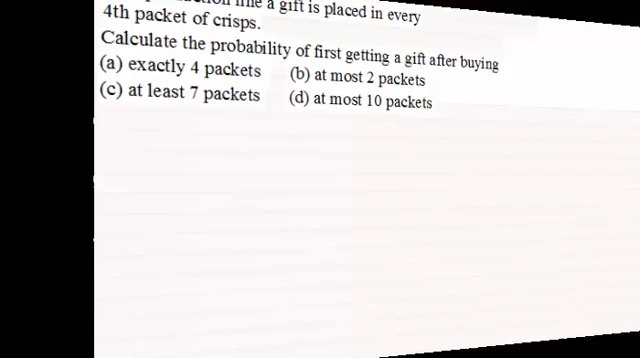 a gift is placed in every
4th packet of crisps.
Calculate the probability of first getting a gift after buying
(a) exactly 4 packets (b) at most 2 packets
(c) at least 7 packets (d) at most 10 packets